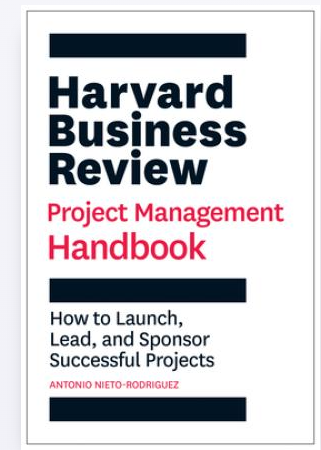 Harvard
Business
Review
Project Management
Handbook
How to Launch,
Lead, and Sponsor
Successful Projects
ANTONIO NIETO-RODRIGUEZ